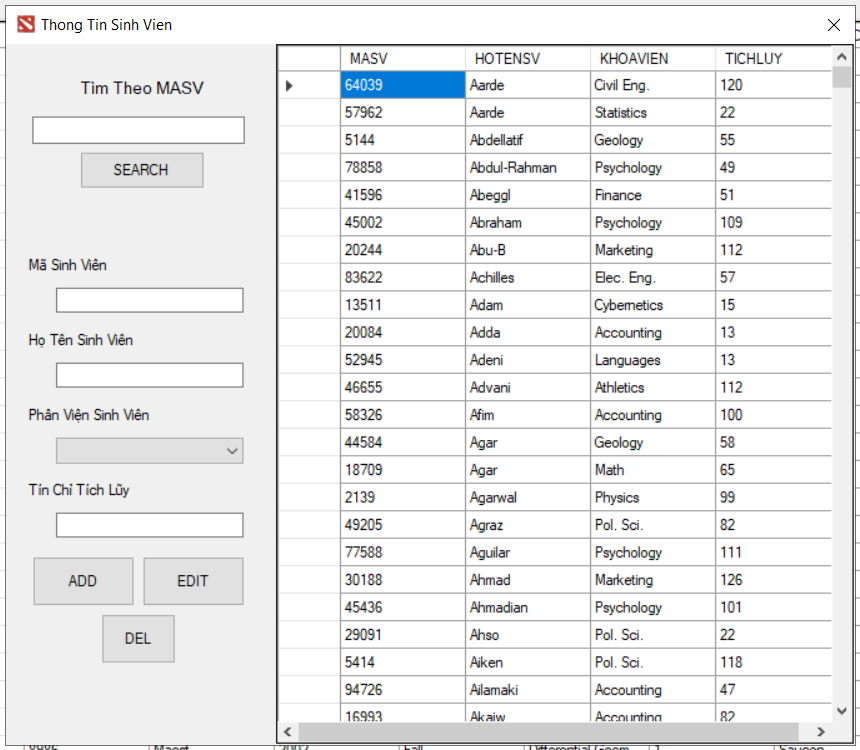 Thong Tin Sinh Vien
Tìm Theo MASV
SEARCH
Mã Sinh Viên
Họ Tên Sinh Viên
Phân Viện Sinh Viên
Tín Chỉ Tích Lũy
ADD EDIT
DEL
MASV HOTENSV KHOAVIEN TICHLUY
64039 Aarde Civil Eng. 120
57962 Aarde Statistics 22
5144 Abdellatif Geology 55
78858 Abdul-Rahman Psychology 49
41596 Abeggl Finance 51
45002 Abraham Psychology 109
20244 Abu-B Marketing 112
83622 Achilles Elec. Eng. 57
13511 Adam Cybernetics 15
20084 Adda Accounting 13
52945 Adeni Languages 13
46655 Advani Athletics 112
58326 Afim Accounting 100
44584 Agar Geology 58
18709 Agar Math 65
2139 Agarwal Physics 99
49205 Agraz Pol. Sci. 82
77588 Aguilar Psychology 111
30188 Ahmad Marketing 126
45436 Ahmadian Psychology 101
29091 Ahso Pol. Sci. 22
5414 Aiken Pol. Sci. 118
94726 Ailamaki Accounting 47
16993 Akaiw Accounting 82